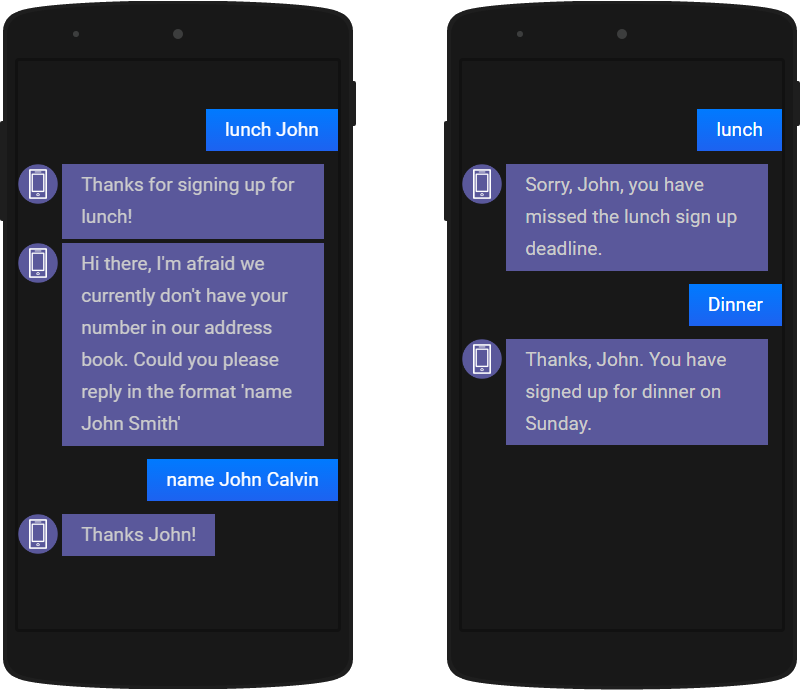 lunch John
Thanks for signing up for
lunch!
Hi there, I'm afraid we
currently don't have your
number in our address
book. Could you please
reply in the format 'name
John Smith'
name John Calvin
Thanks John!
lunch
Sorry, John, you have
missed the lunch sign up
deadline.
Dinner
Thanks, John. You have
signed up for dinner on
Sunday.